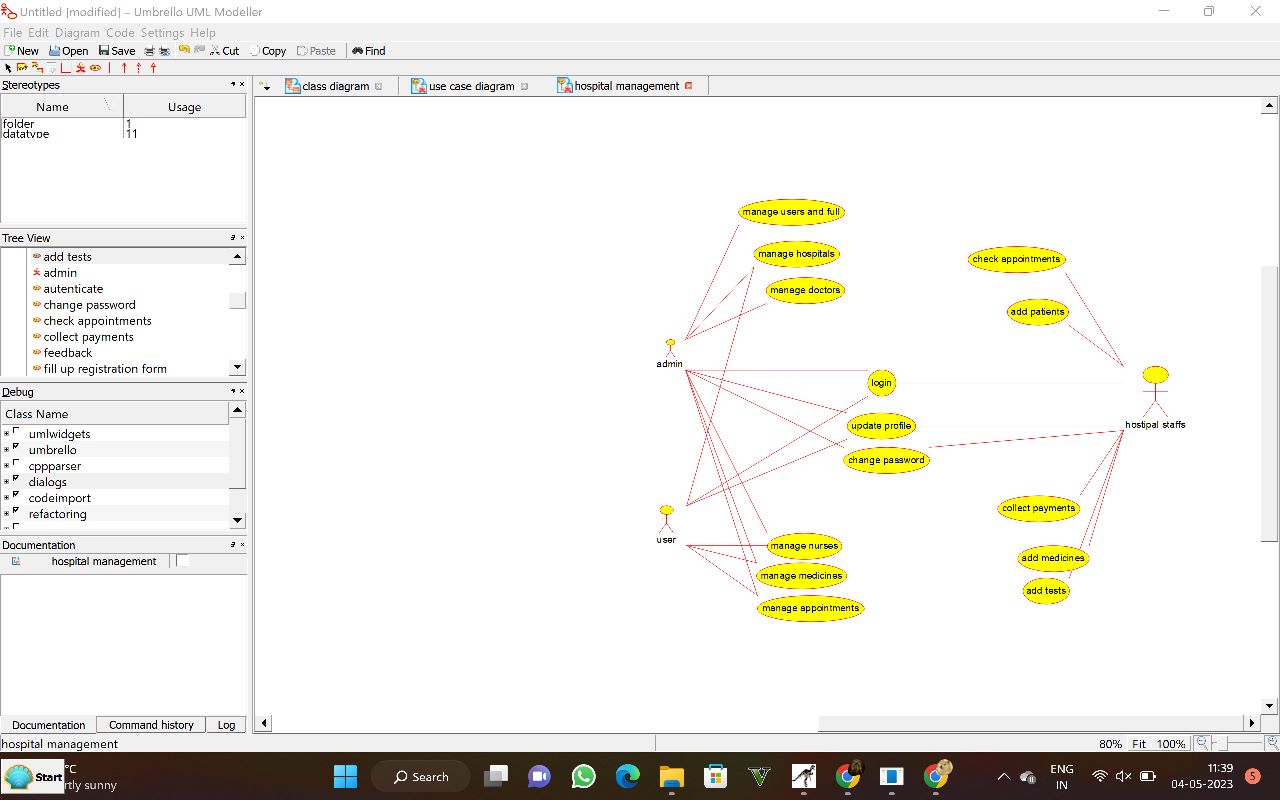 Untitled [modified] – Umbrello UML Modeller
File Edit Diagram Code Settings Help
New Open Save Cut Copy Paste Find
Stereotypes
Name Usage
folder 1
datatype 11
Tree View
add tests
admin
autenticate
change password
check appointments
collect payments
feedback
fill up registration form
Debug
Class Name
umlwidgets
umbrello
cppparser
dialogs
codeimport
refactoring
Documentation
hospital management
Documentation Command history Log
class diagram use case diagram hospital management
manage users and full
manage hospitals
check appointments
manage doctors
add patients
admin
login
hostipal staffs
update profile
change password
collect payments
user
manage nurses
add medicines
manage medicines
add tests
manage appointments
hospital management
80% Fit 100%
Start
°C
rtly sunny
Search
ENG
IN
11:39
04-05-2023
5